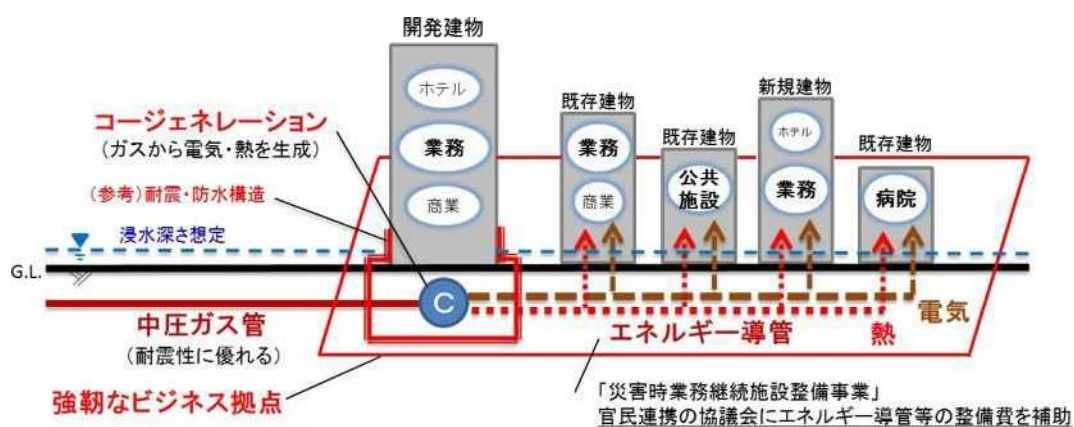 開発建物
ホテル
業務
商業
コージェネレーション
(ガスから電気・熱を生成)
(参考)耐震・防水構造
浸水深さ想定
G.L.
既存建物
業務
商業
既存建物
公共
施設
新規建物
ホテル
業務
既存建物
病院
C
中圧ガス管
(耐震性に優れる)
エネルギー導管
熱
電気
強靭なビジネス拠点
「災害時業務継続施設整備事業」
官民連携の協議会にエネルギー導管等の整備費を補助